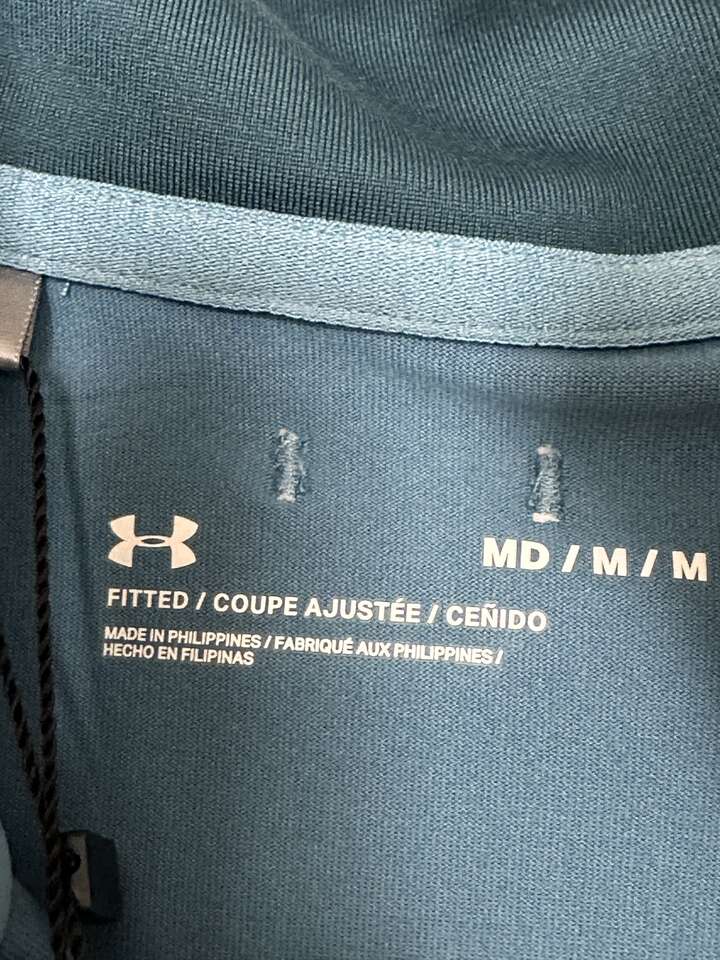 MD / M / M
FITTED / COUPE AJUSTÉE / CEÑIDO
MADE IN PHILIPPINES / FABRIQUÉ AUX PHILIPPINES /
HECHO EN FILIPINAS